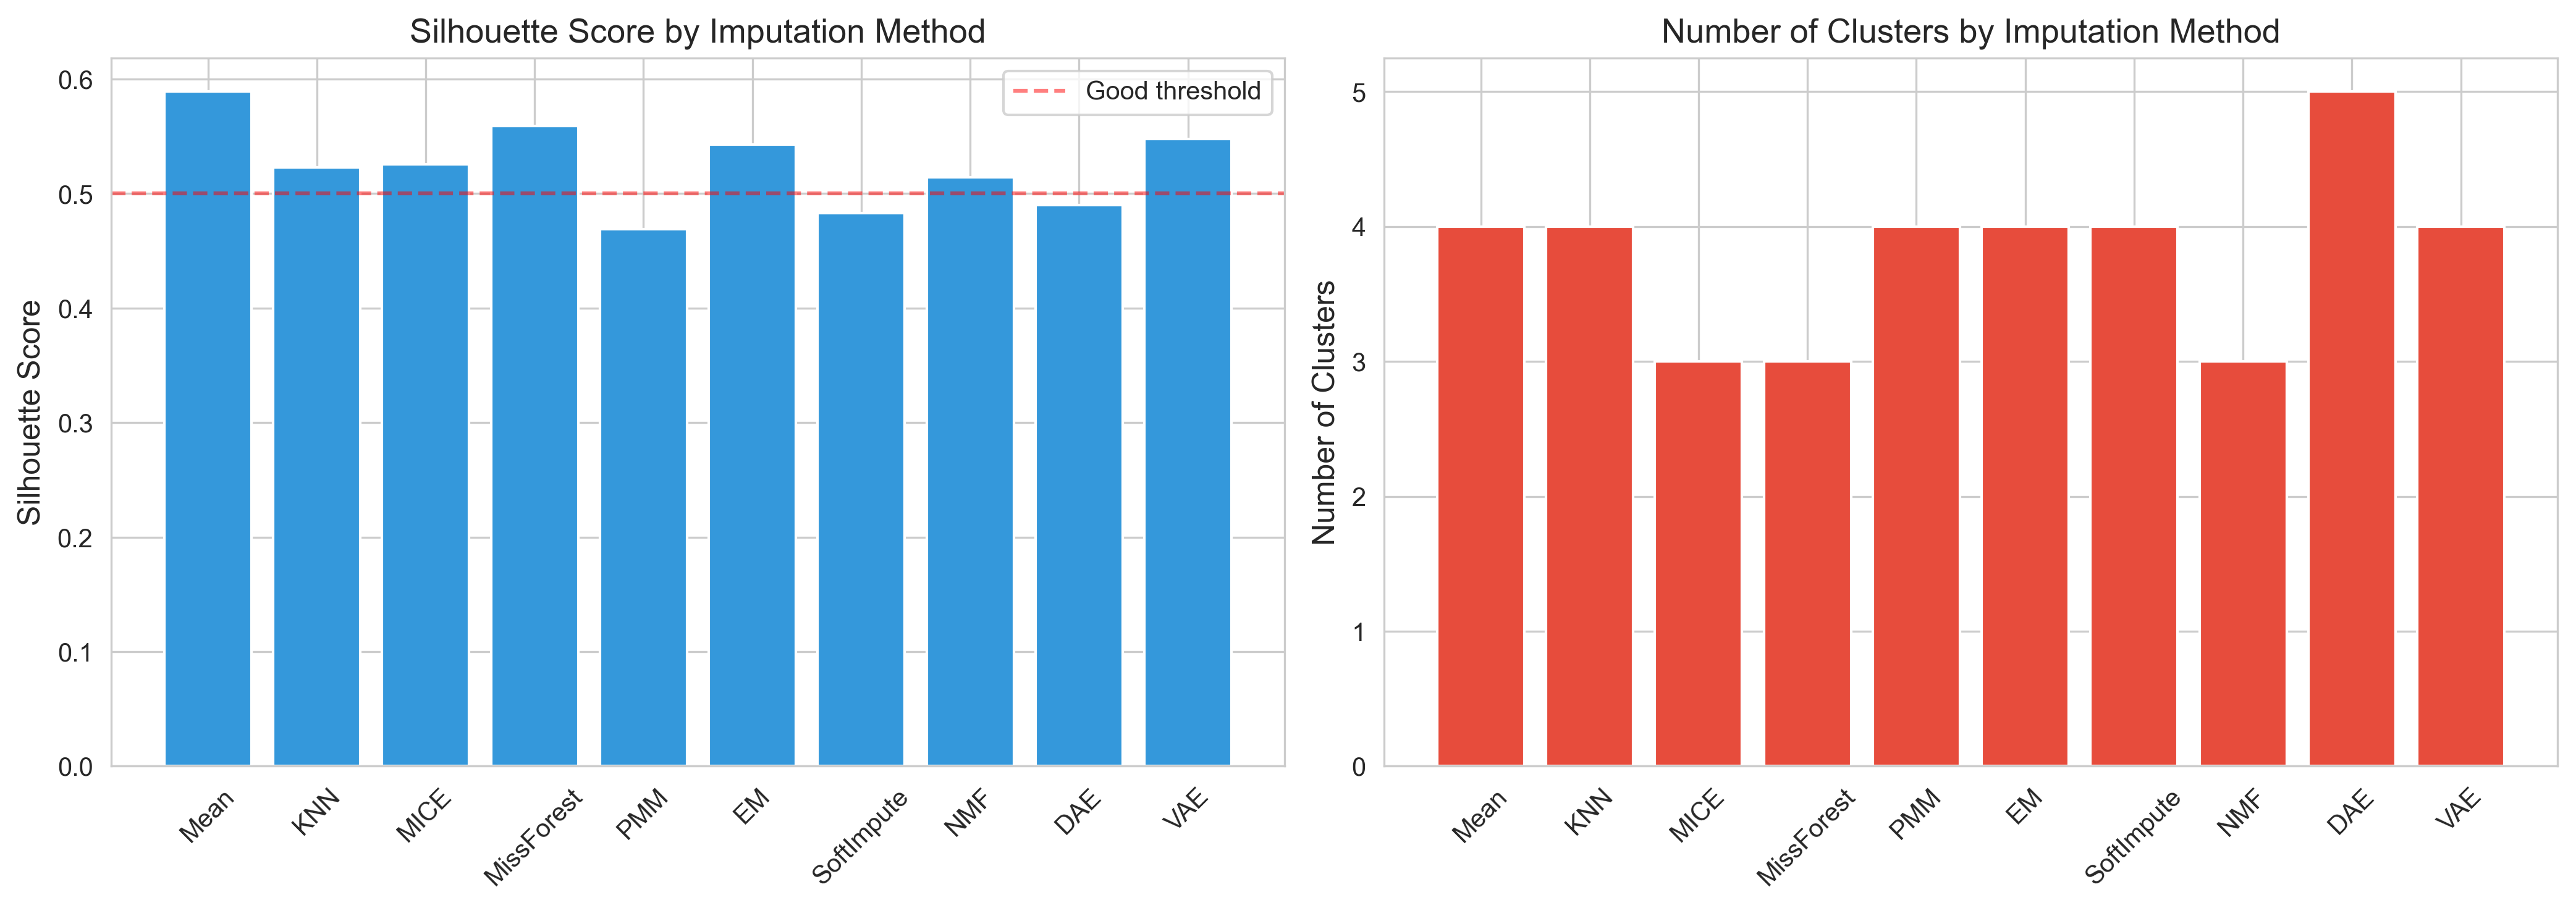 Silhouette Score by Imputation Method
Good threshold
Silhouette Score
0.6
0.5
0.4
0.3
0.2
0.1
0.0
Mean
KNN
MICE
MissForest
PMM
EM
SoftImpute
NMF
DAE
VAE
Number of Clusters by Imputation Method
Number of Clusters
5
4
3
2
1
0
Mean
KNN
MICE
MissForest
PMM
EM
SoftImpute
NMF
DAE
VAE